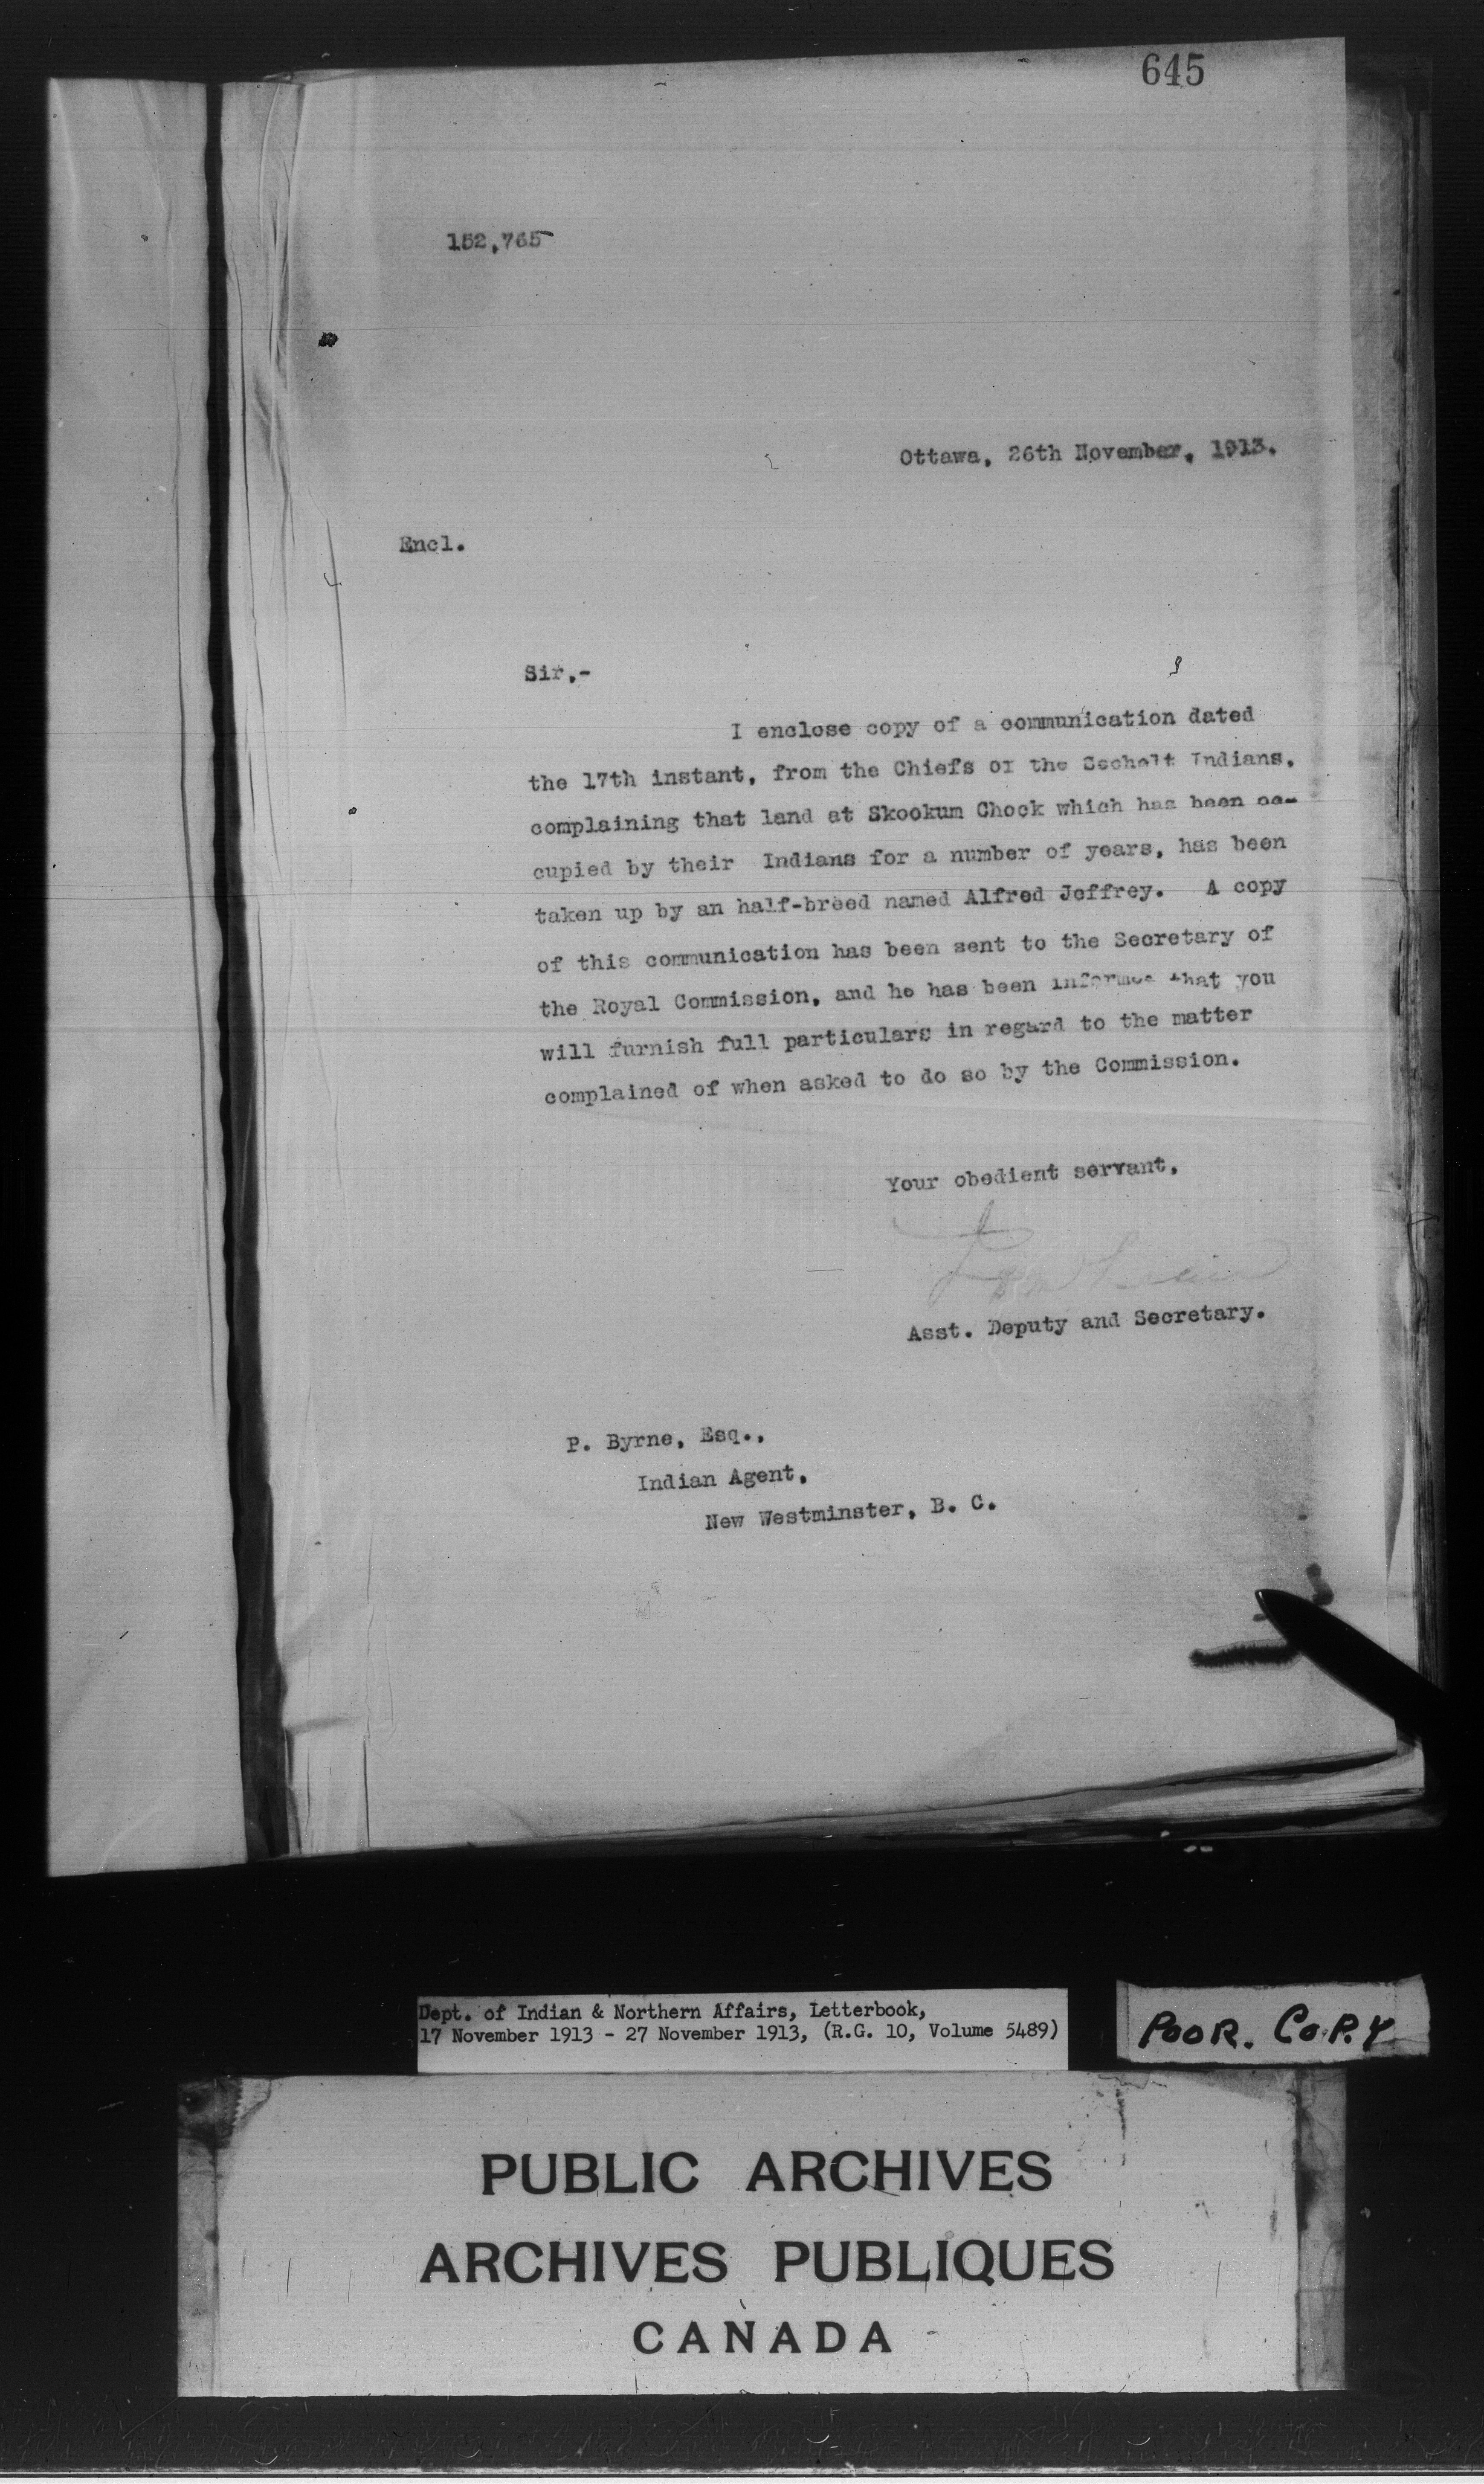 645
152,765
Ottawa, 26th November, 1913.
Encl.
Sir,-
I enclose copy of a communication dated
the 17th instant, from the Chiefs of the Sechelt Indians,
complaining that land at Skookum Chock which has been oc-
cupied by their Indians for a number of years, has been
taken up by an half-breed named Alfred Jeffrey. A copy
of this communication has been sent to the Secretary of
the Royal Commission, and he has been informed that you
will furnish full particulars in regard to the matter
complained of when asked to do so by the Commission.
Your obedient servant,
Asst. Deputy and Secretary.
P. Byrne, Esq.,
Indian Agent,
New Westminster, B. C.
Dept. of Indian & Northern Affairs, Letterbook,
17 November 1913 - 27 November 1913, (R.G. 10, Volume 5489)
POOR. COPY
PUBLIC ARCHIVES
ARCHIVES PUBLIQUES
CANADA